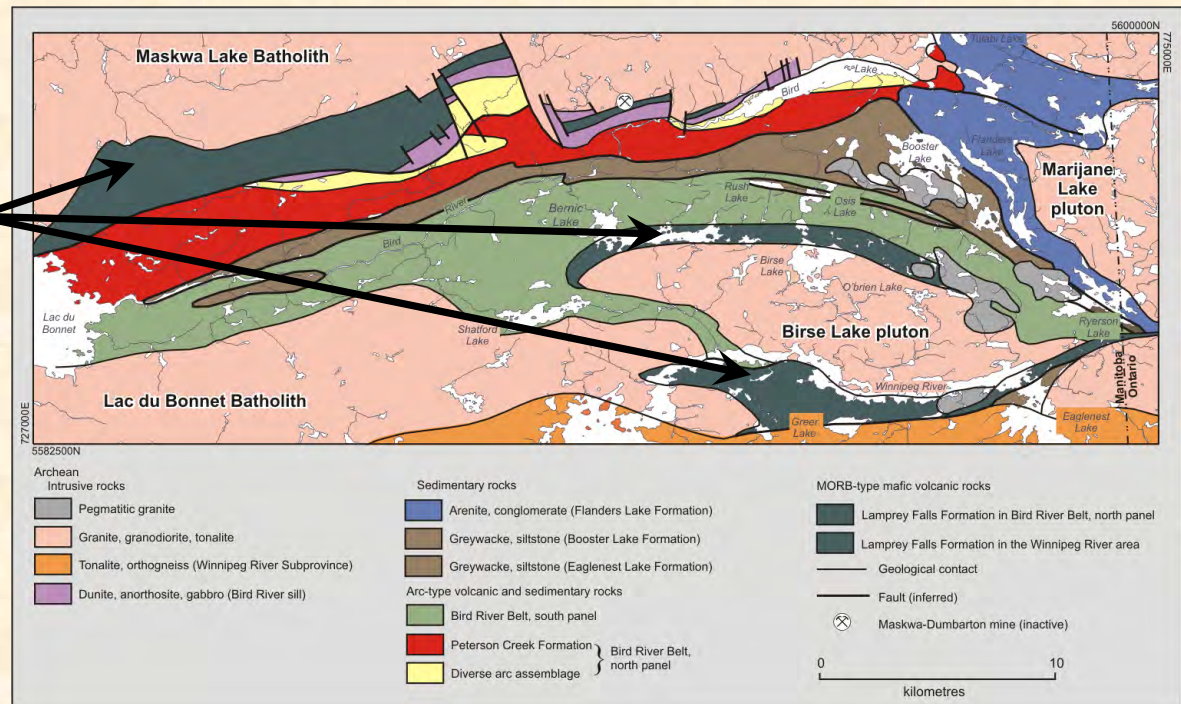 5600000N
775000E
Maskwa Lake Batholith
Tulabi Lake
Lake
Bird
Flanders
Lake
Booster
Lake
Marijane
Lake
pluton
Rush
Lake
Osis
Lake
River
Bernic
Lake
Bird
Birse
Lake
O'brien Lake
Lac du
Bonnet
Shatford
Lake
Birse Lake pluton
Ryerson
Lake
Winnipeg River
Manitoba
Ontario
Lac du Bonnet Batholith
Greer
Lake
Eaglenest
Lake
727000E
5582500N
Archean
Intrusive rocks
Pegmatitic granite
Granite, granodiorite, tonalite
Tonalite, orthogneiss (Winnipeg River Subprovince)
Dunite, anorthosite, gabbro (Bird River sill)
Sedimentary rocks
Arenite, conglomerate (Flanders Lake Formation)
Greywacke, siltstone (Booster Lake Formation)
Greywacke, siltstone (Eaglenest Lake Formation)
Arc-type volcanic and sedimentary rocks
Bird River Belt, south panel
Peterson Creek Formation
Diverse arc assemblage
Bird River Belt,
north panel
MORB-type mafic volcanic rocks
Lamprey Falls Formation in Bird River Belt, north panel
Lamprey Falls Formation in the Winnipeg River area
Geological contact
Fault (inferred)
Maskwa-Dumbarton mine (inactive)
0 10
kilometres